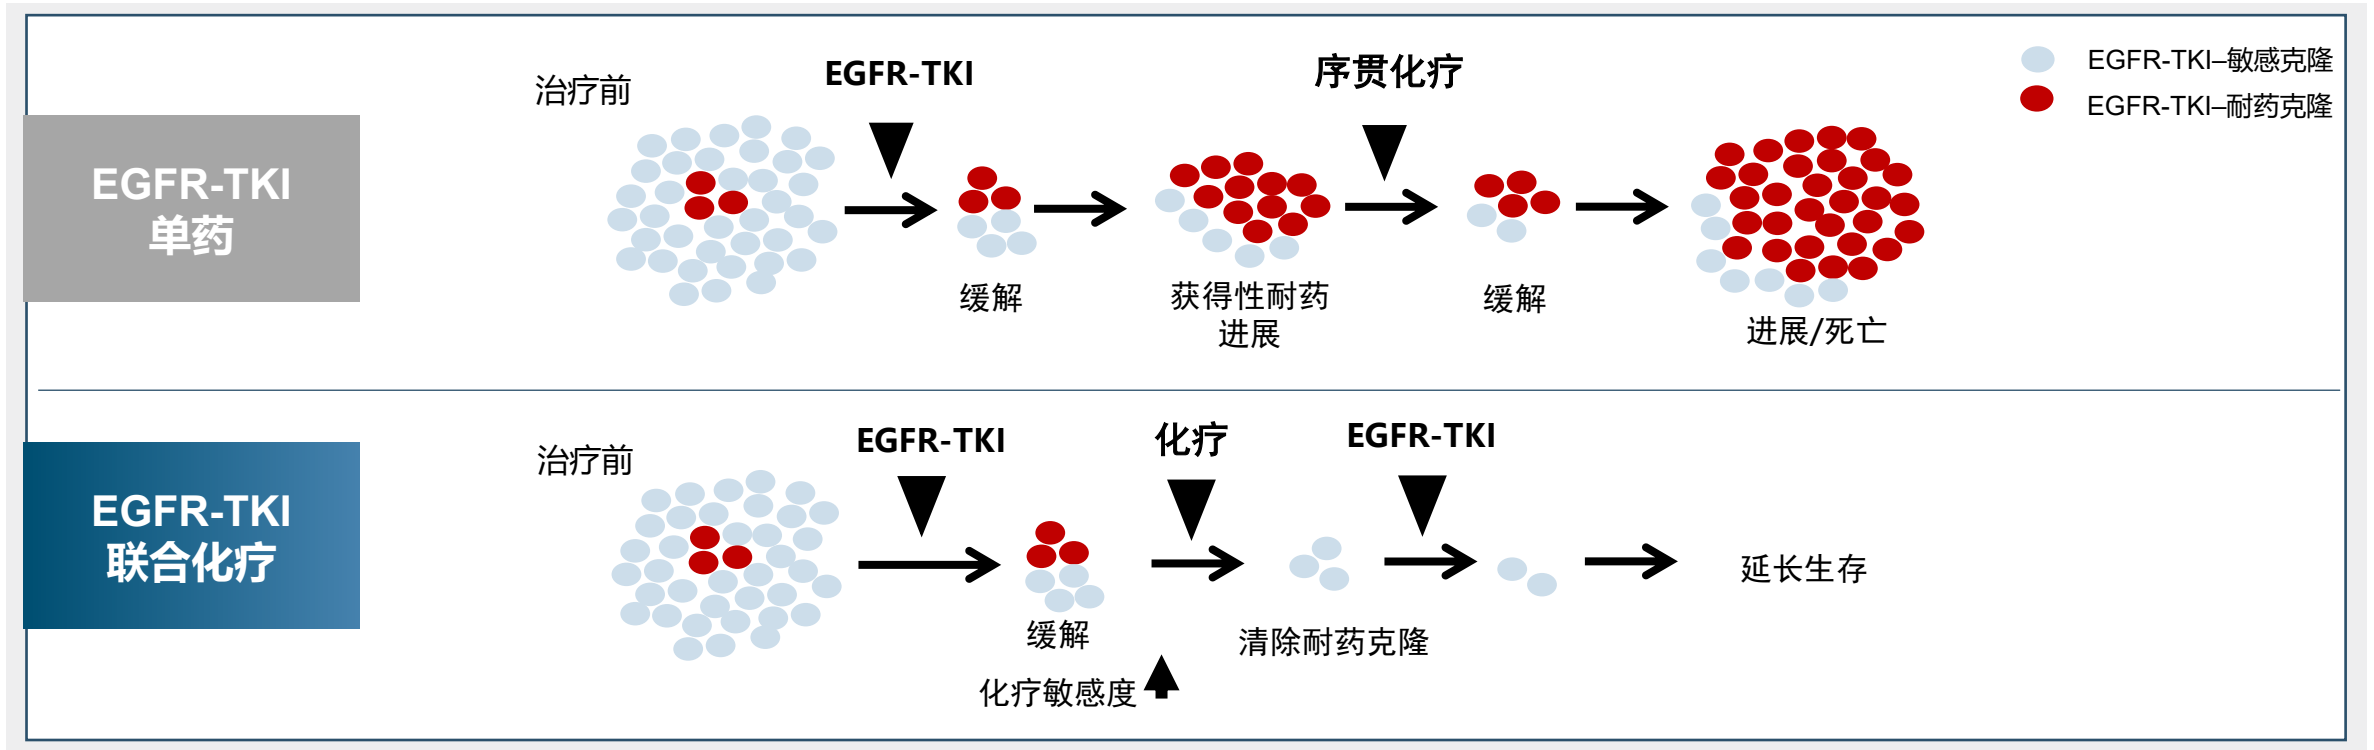 EGFR-TKI–敏感克隆
EGFR-TKI–耐药克隆
EGFR-TKI
单药
治疗前
EGFR-TKI
序贯化疗
缓解
获得性耐药
进展
缓解
进展/死亡
EGFR-TKI
联合化疗
治疗前
EGFR-TKI
化疗
EGFR-TKI
缓解
化疗敏感度
清除耐药克隆
延长生存